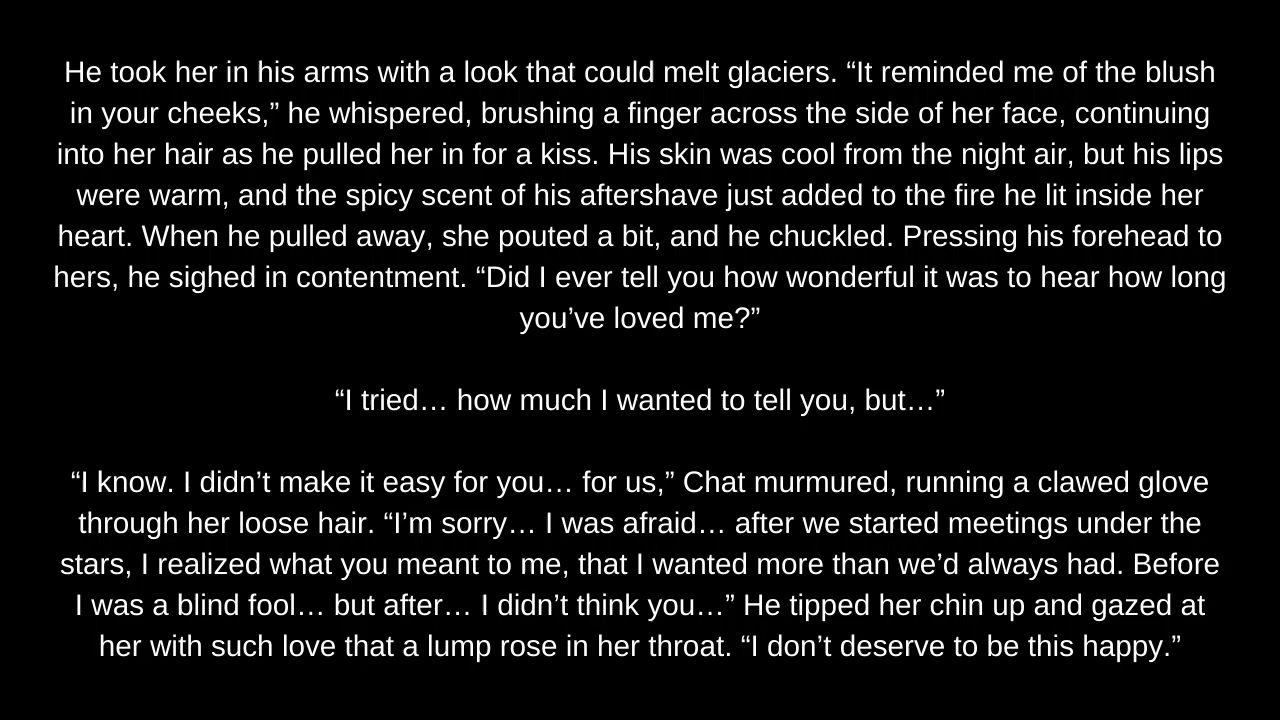 He took her in his arms with a look that could melt glaciers. “It reminded me of the blush
in your cheeks,” he whispered, brushing a finger across the side of her face, continuing
into her hair as he pulled her in for a kiss. His skin was cool from the night air, but his lips
were warm, and the spicy scent of his aftershave just added to the fire he lit inside her
heart. When he pulled away, she pouted a bit, and he chuckled. Pressing his forehead to
hers, he sighed in contentment. “Did I ever tell you how wonderful it was to hear how long
you’ve loved me?”
“I tried… how much I wanted to tell you, but…”
“I know. I didn’t make it easy for you… for us,” Chat murmured, running a clawed glove
through her loose hair. “I’m sorry… I was afraid… after we started meetings under the
stars, I realized what you meant to me, that I wanted more than we’d always had. Before
I was a blind fool… but after… I didn’t think you…” He tipped her chin up and gazed at
her with such love that a lump rose in her throat. “I don’t deserve to be this happy.”